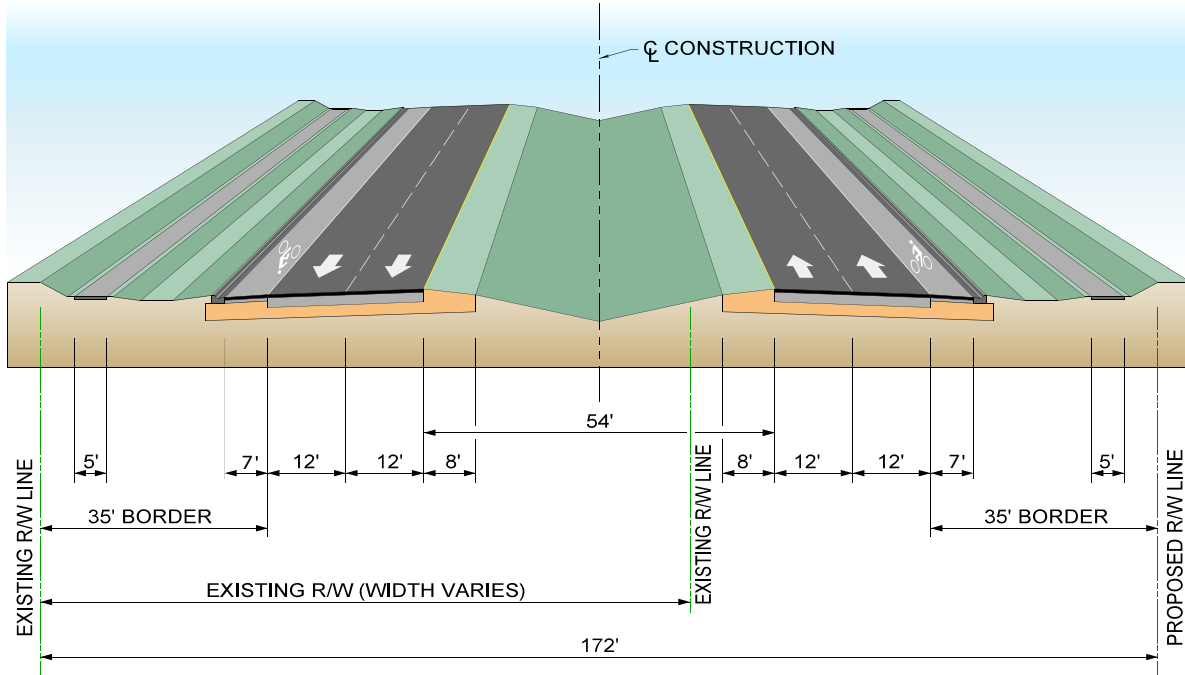 ℄ CONSTRUCTION
54'
5'
7'
12'
12'
8'
8'
12'
12'
7'
5'
35' BORDER
35' BORDER
EXISTING R/W LINE
EXISTING R/W LINE
PROPOSED R/W LINE
EXISTING R/W (WIDTH VARIES)
172'